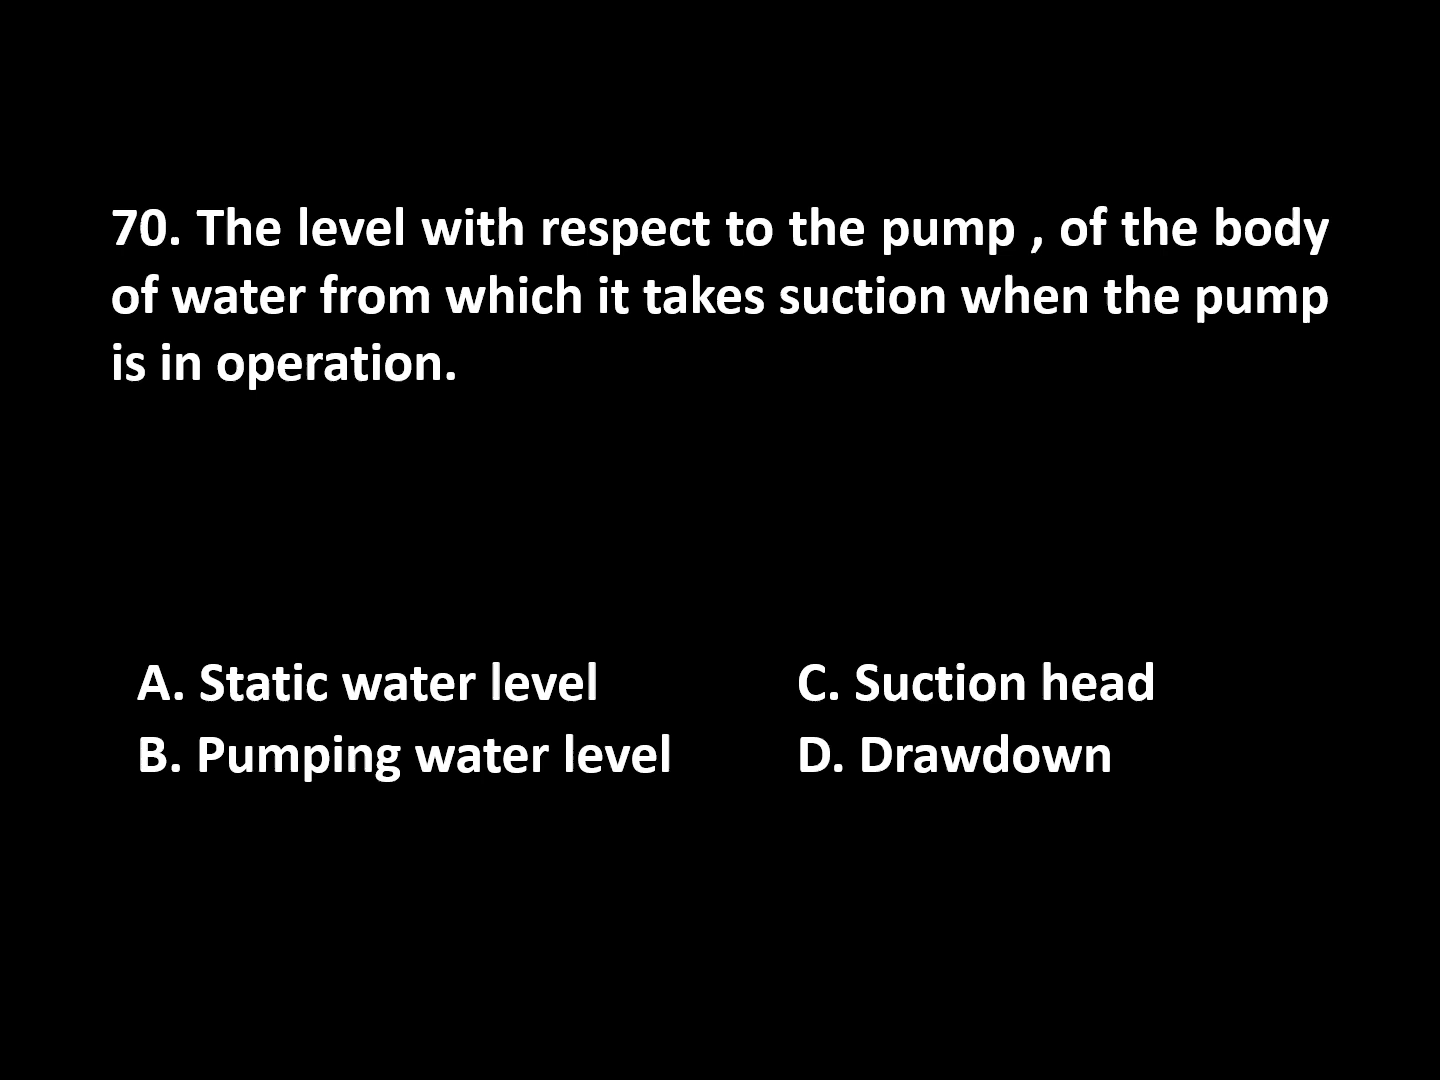 70. The level with respect to the pump , of the body
of water from which it takes suction when the pump
is in operation.
A. Static water level
B. Pumping water level
C. Suction head
D. Drawdown